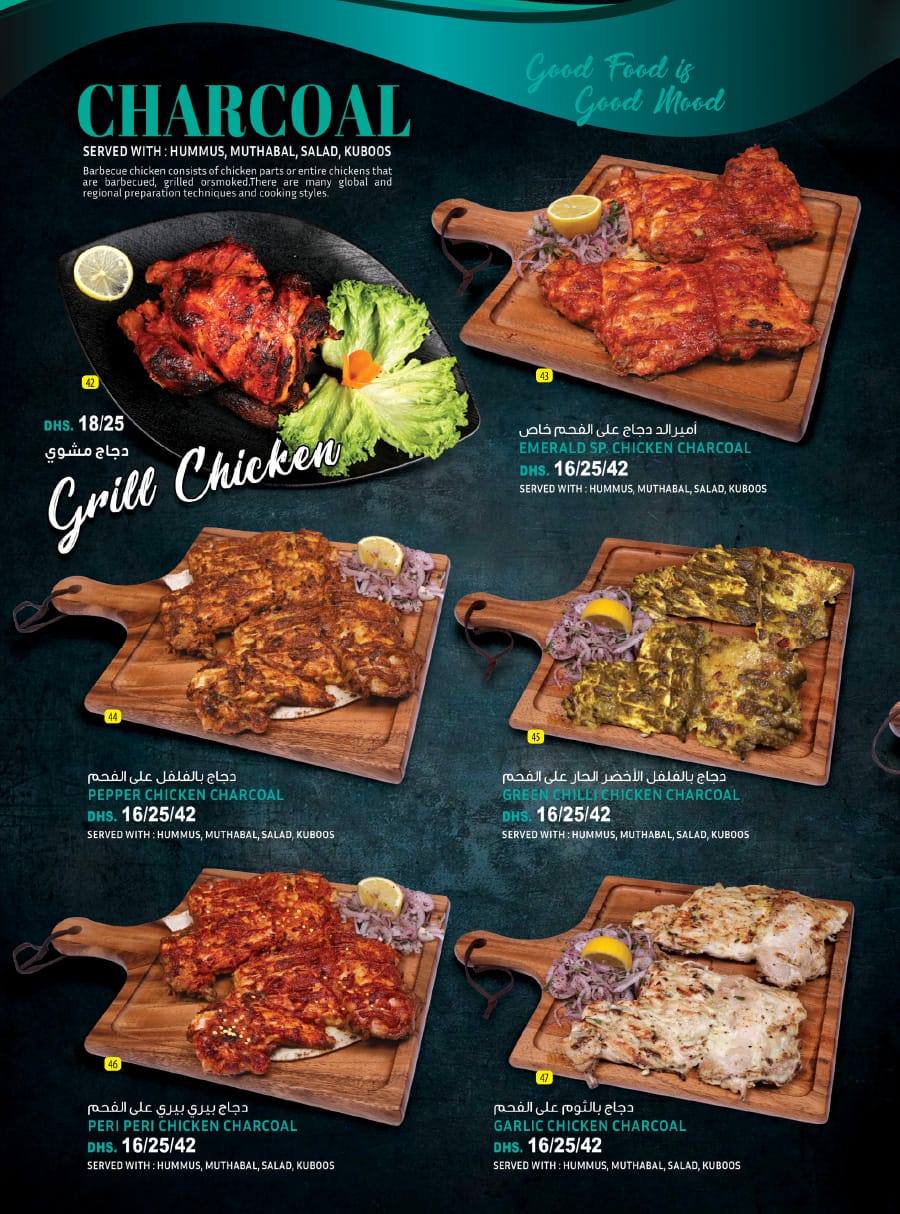 Good Food is
Good Mood
CHARCOAL
SERVED WITH : HUMMUS, MUTHABAL, SALAD, KUBOOS
Barbecue chicken consists of chicken parts or entire chickens that
are barbecued, grilled orsmoked.There are many global and
regional preparation techniques and cooking styles.
42
DHS. 18/25
دجاج مشوي
Grill Chicken
43
أميرالد دجاج على الفحم خاص
EMERALD SP. CHICKEN CHARCOAL
DHS. 16/25/42
SERVED WITH : HUMMUS, MUTHABAL, SALAD, KUBOOS
44
دجاج بالفلفل على الفحم
PEPPER CHICKEN CHARCOAL
DHS. 16/25/42
SERVED WITH : HUMMUS, MUTHABAL, SALAD, KUBOOS
45
دجاج بالفلفل الأخضر الحار على الفحم
GREEN CHILLI CHICKEN CHARCOAL
DHS. 16/25/42
SERVED WITH : HUMMUS, MUTHABAL, SALAD, KUBOOS
46
دجاج بيري بيري على الفحم
PERI PERI CHICKEN CHARCOAL
DHS. 16/25/42
SERVED WITH : HUMMUS, MUTHABAL, SALAD, KUBOOS
47
دجاج بالثوم على الفحم
GARLIC CHICKEN CHARCOAL
DHS. 16/25/42
SERVED WITH : HUMMUS, MUTHABAL, SALAD, KUBOOS